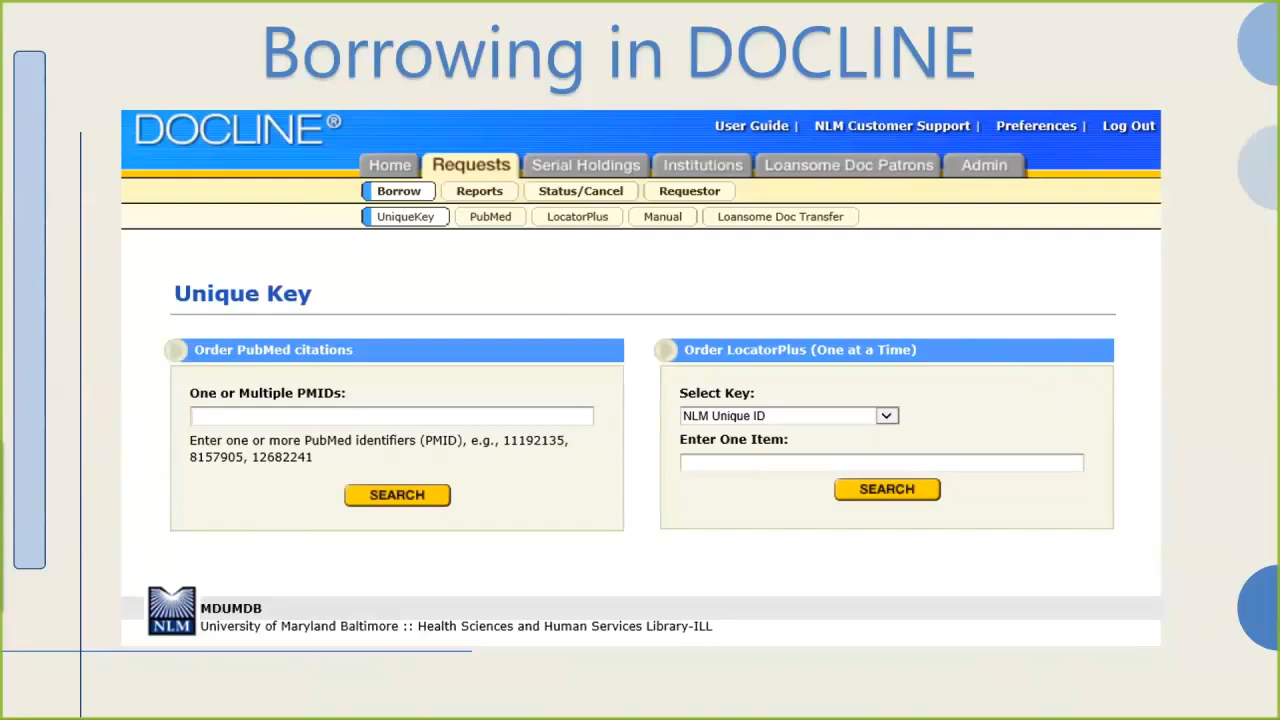 Borrowing in DOCLINE
DOCLINE®
User Guide | NLM Customer Support | Preferences | Log Out
Home Requests Serial Holdings Institutions Loansome Doc Patrons Admin
Borrow Reports Status/Cancel Requestor
UniqueKey PubMed LocatorPlus Manual Loansome Doc Transfer
Unique Key
Order PubMed citations
One or Multiple PMIDs:
Enter one or more PubMed identifiers (PMID), e.g., 11192135,
8157905, 12682241
SEARCH
Order LocatorPlus (One at a Time)
Select Key:
NLM Unique ID
Enter One Item:
SEARCH
NLM
MDUMDB
University of Maryland Baltimore :: Health Sciences and Human Services Library-ILL